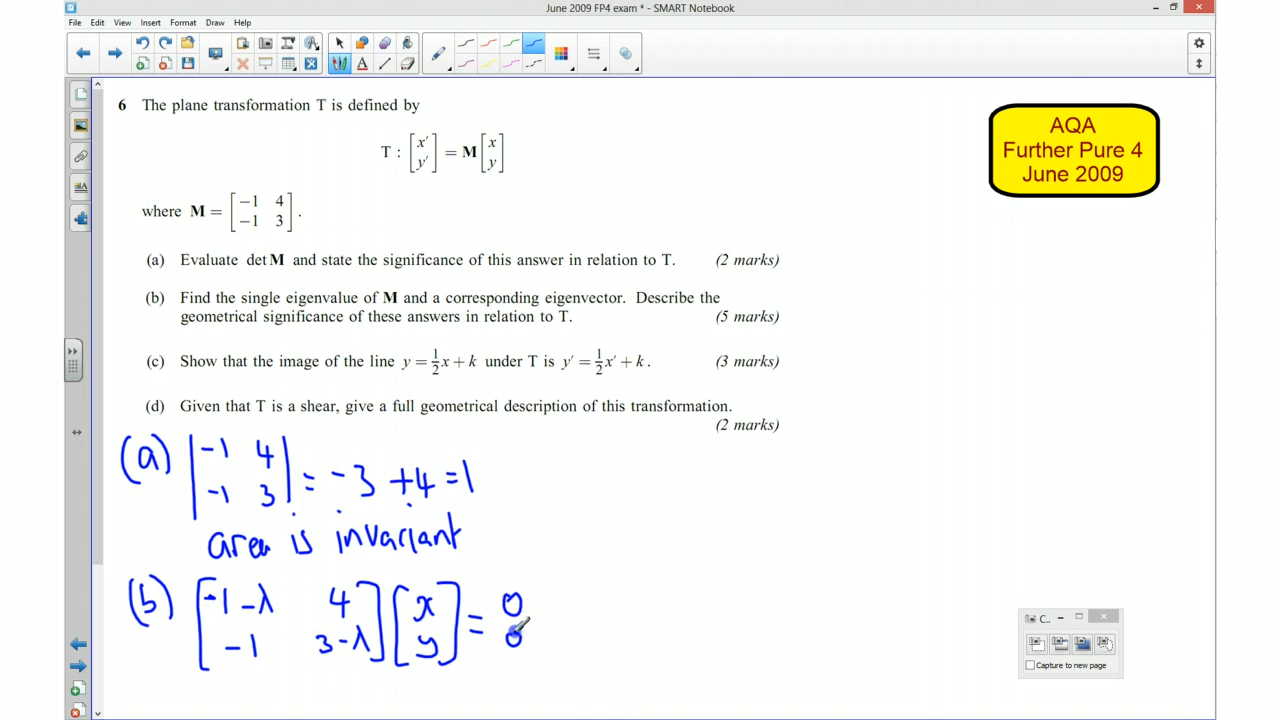 June 2009 FP4 exam * - SMART Notebook
File Edit View Insert Format Draw Help
6 The plane transformation T is defined by
T : [x′ y′] = M [x y]
where M = [−1 4 −1 3] .
(a) Evaluate det M and state the significance of this answer in relation to T. (2 marks)
(b) Find the single eigenvalue of M and a corresponding eigenvector. Describe the
geometrical significance of these answers in relation to T. (5 marks)
(c) Show that the image of the line y = 1/2 x + k under T is y′ = 1/2 x′ + k . (3 marks)
(d) Given that T is a shear, give a full geometrical description of this transformation.
(2 marks)
AQA
Further Pure 4
June 2009
(a) |-1 4 -1 3| = -3 +4 =1
area is invariant
(b) [-1-λ 4 -1 3-λ] [x y] = 0 0
C...
Capture to new page